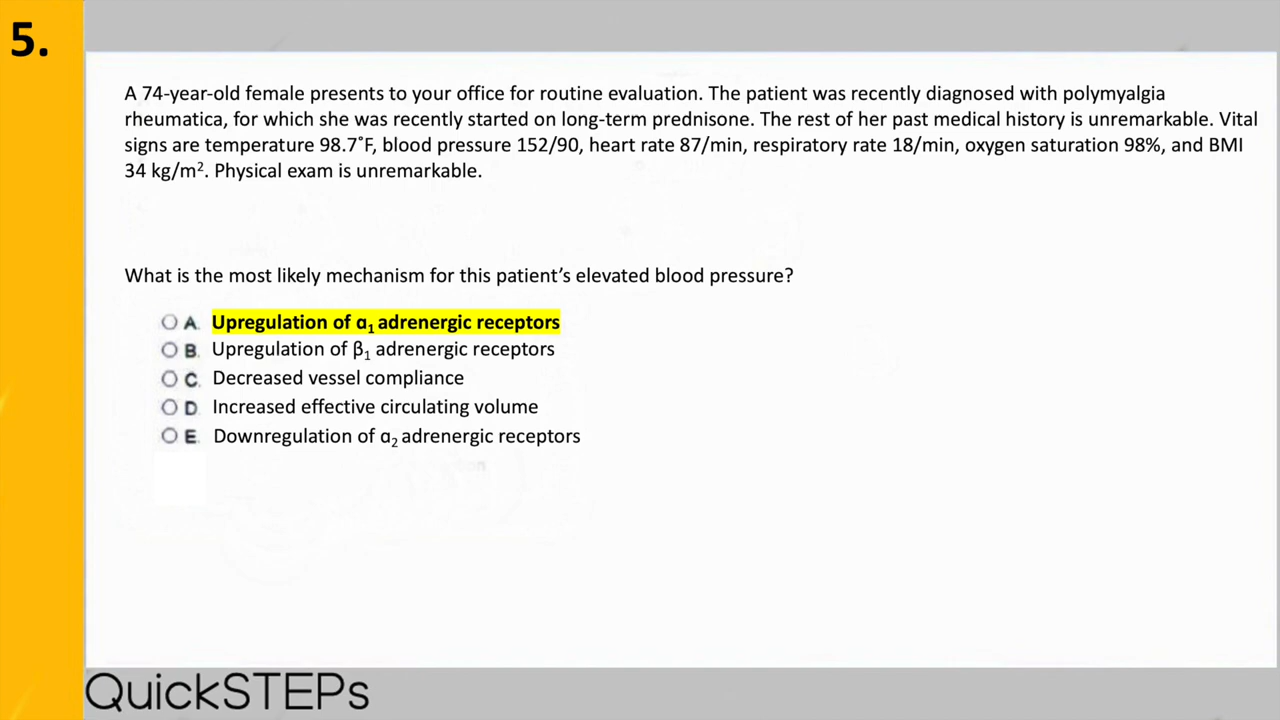 5.
A 74-year-old female presents to your office for routine evaluation. The patient was recently diagnosed with polymyalgia
rheumatica, for which she was recently started on long-term prednisone. The rest of her past medical history is unremarkable. Vital
signs are temperature 98.7˚F, blood pressure 152/90, heart rate 87/min, respiratory rate 18/min, oxygen saturation 98%, and BMI
34 kg/m². Physical exam is unremarkable.
What is the most likely mechanism for this patient’s elevated blood pressure?
A. Upregulation of α₁ adrenergic receptors
B. Upregulation of β₁ adrenergic receptors
C. Decreased vessel compliance
D. Increased effective circulating volume
E. Downregulation of α₂ adrenergic receptors
QuickSTEPs